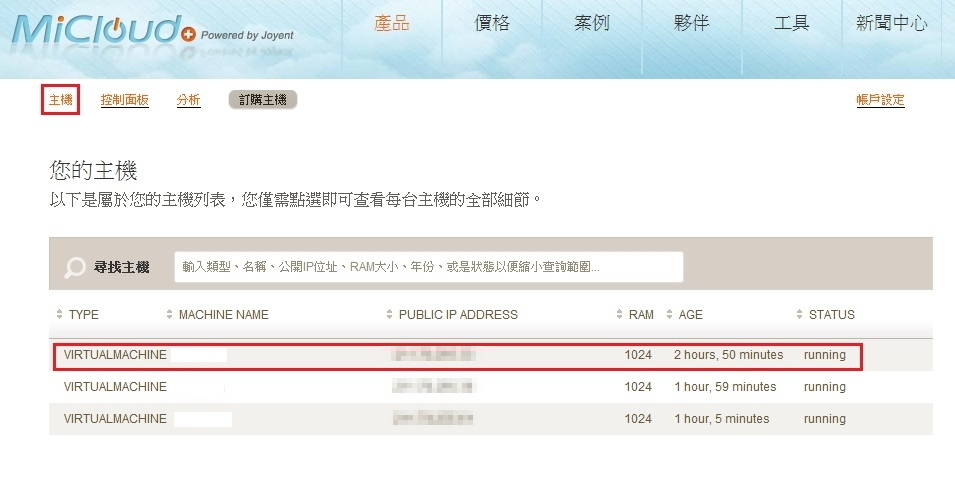 MiCloud Powered by Joyent
產品 價格 案例 夥伴 工具 新聞中心
主機 控制面板 分析 訂購主機 帳戶設定
您的主機
以下是屬於您的主機列表，您僅需點選即可查看每台主機的全部細節。
尋找主機 輸入類型、名稱、公開IP位址、RAM大小、年份、或是狀態以便縮小查詢範圍...
TYPE MACHINE NAME PUBLIC IP ADDRESS RAM AGE STATUS
VIRTUALMACHINE 1024 2 hours, 50 minutes running
VIRTUALMACHINE 1024 1 hour, 59 minutes running
VIRTUALMACHINE 1024 1 hour, 5 minutes running